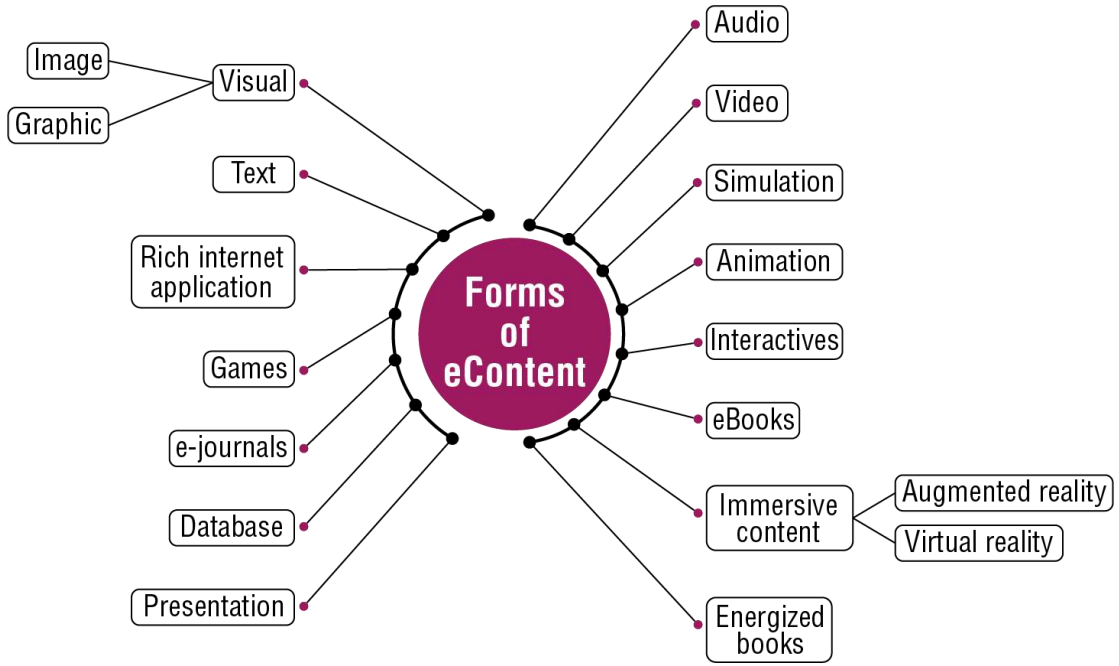 Forms
of
eContent
Visual
Image
Graphic
Text
Rich internet
application
Games
e-journals
Database
Presentation
Audio
Video
Simulation
Animation
Interactives
eBooks
Immersive
content
Augmented reality
Virtual reality
Energized
books